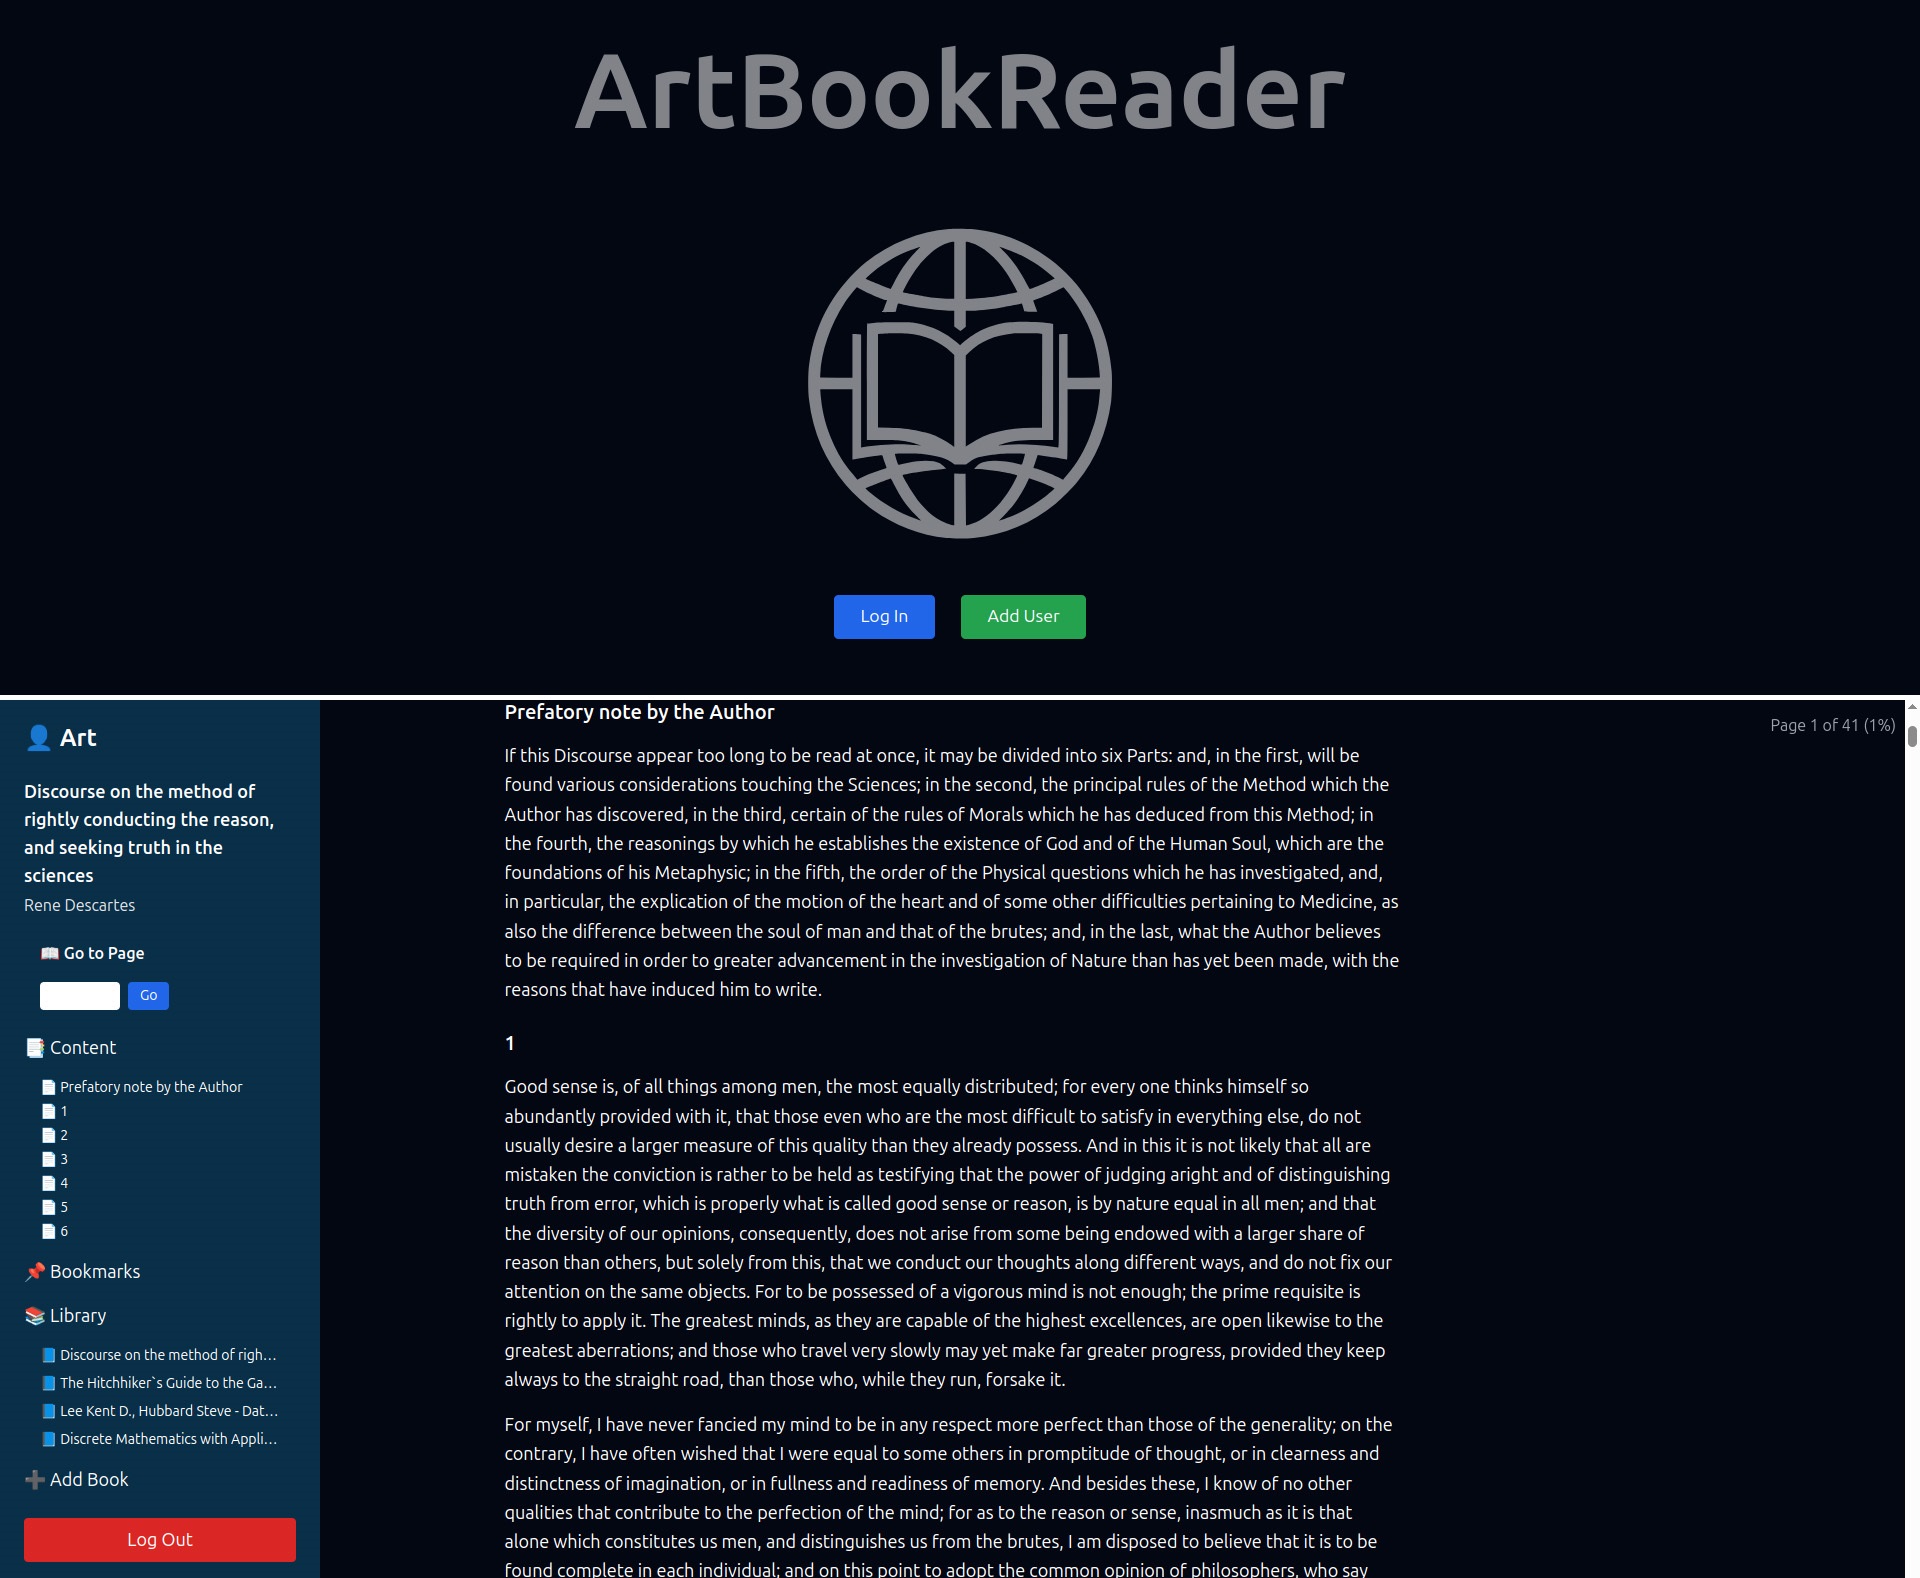 ArtBookReader
Log In
Add User
Art
Discourse on the method of
rightly conducting the reason,
and seeking truth in the
sciences
Rene Descartes
Go to Page
Go
Content
Prefatory note by the Author
1
2
3
4
5
6
Bookmarks
Library
Discourse on the method of righ...
The Hitchhiker`s Guide to the Ga...
Lee Kent D., Hubbard Steve - Dat...
Discrete Mathematics with Appli...
Add Book
Log Out
Prefatory note by the Author
Page 1 of 41 (1%)
If this Discourse appear too long to be read at once, it may be divided into six Parts: and, in the first, will be
found various considerations touching the Sciences; in the second, the principal rules of the Method which the
Author has discovered, in the third, certain of the rules of Morals which he has deduced from this Method; in
the fourth, the reasonings by which he establishes the existence of God and of the Human Soul, which are the
foundations of his Metaphysic; in the fifth, the order of the Physical questions which he has investigated, and,
in particular, the explication of the motion of the heart and of some other difficulties pertaining to Medicine, as
also the difference between the soul of man and that of the brutes; and, in the last, what the Author believes
to be required in order to greater advancement in the investigation of Nature than has yet been made, with the
reasons that have induced him to write.
1
Good sense is, of all things among men, the most equally distributed; for every one thinks himself so
abundantly provided with it, that those even who are the most difficult to satisfy in everything else, do not
usually desire a larger measure of this quality than they already possess. And in this it is not likely that all are
mistaken the conviction is rather to be held as testifying that the power of judging aright and of distinguishing
truth from error, which is properly what is called good sense or reason, is by nature equal in all men; and that
the diversity of our opinions, consequently, does not arise from some being endowed with a larger share of
reason than others, but solely from this, that we conduct our thoughts along different ways, and do not fix our
attention on the same objects. For to be possessed of a vigorous mind is not enough; the prime requisite is
rightly to apply it. The greatest minds, as they are capable of the highest excellences, are open likewise to the
greatest aberrations; and those who travel very slowly may yet make far greater progress, provided they keep
always to the straight road, than those who, while they run, forsake it.
For myself, I have never fancied my mind to be in any respect more perfect than those of the generality; on the
contrary, I have often wished that I were equal to some others in promptitude of thought, or in clearness and
distinctness of imagination, or in fullness and readiness of memory. And besides these, I know of no other
qualities that contribute to the perfection of the mind; for as to the reason or sense, inasmuch as it is that
alone which constitutes us men, and distinguishes us from the brutes, I am disposed to believe that it is to be
found complete in each individual; and on this point to adopt the common opinion of philosophers, who say